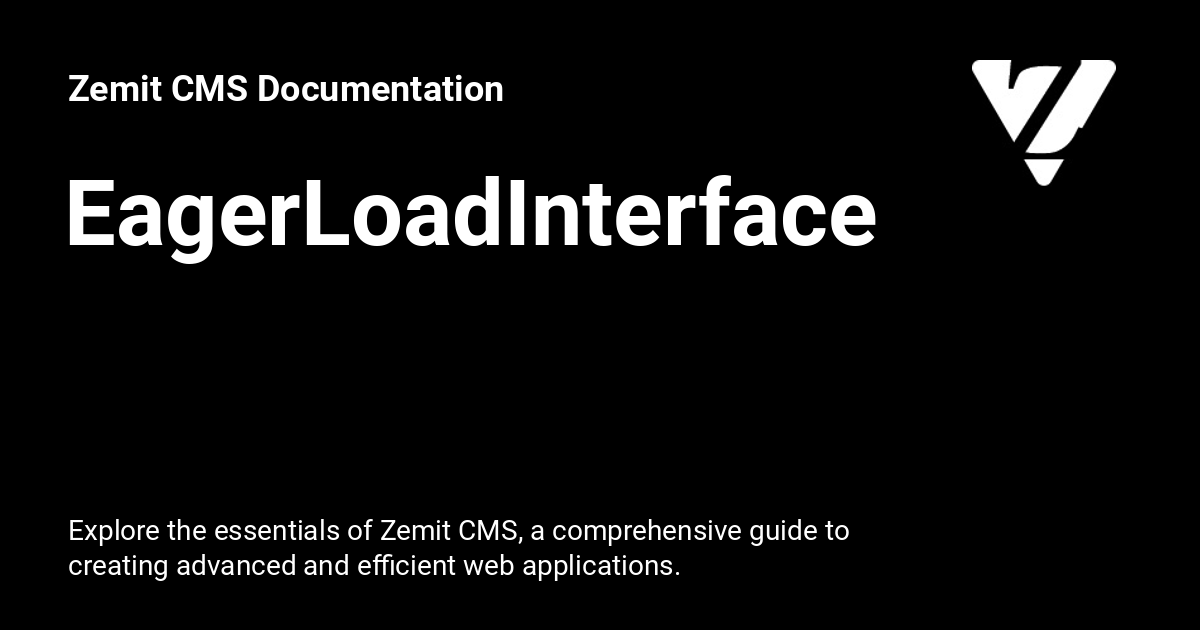 Zemit CMS Documentation
EagerLoadInterface
Explore the essentials of Zemit CMS, a comprehensive guide to
creating advanced and efficient web applications.